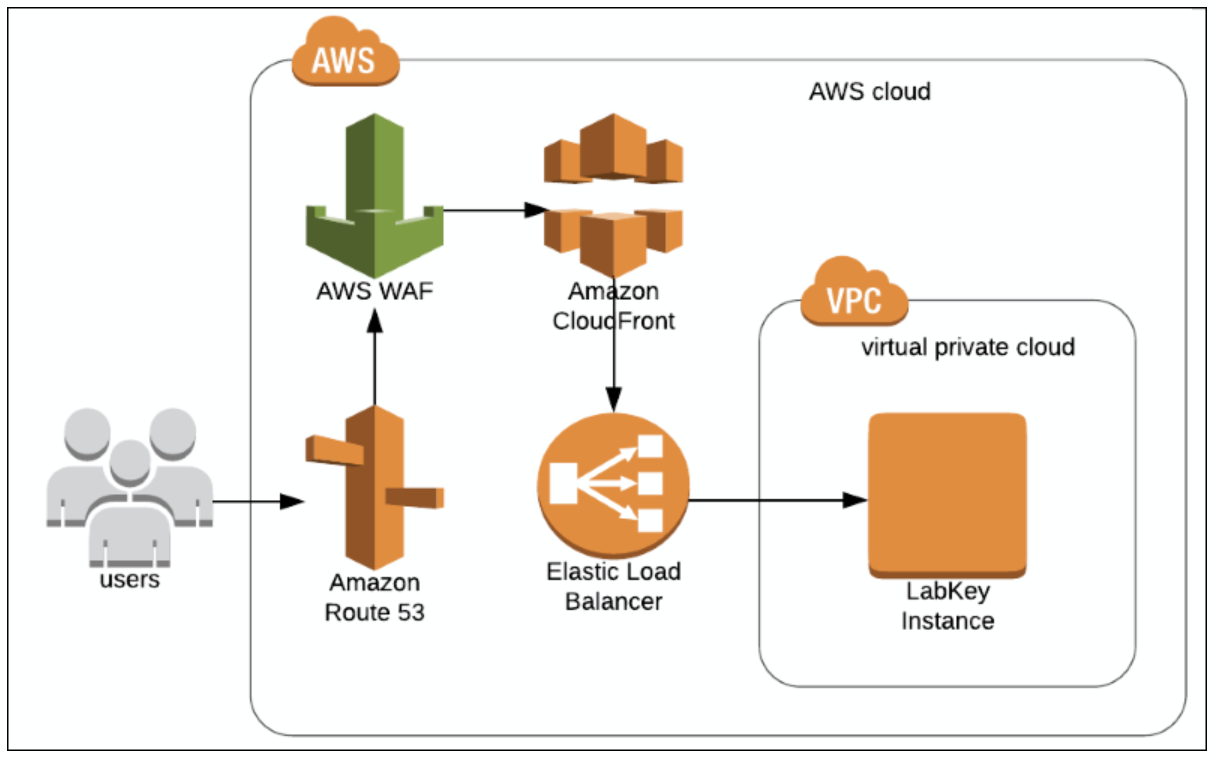 AWS
AWS cloud
AWS WAF
Amazon
CloudFront
VPC
virtual private cloud
users
Amazon
Route 53
Elastic Load
Balancer
LabKey
Instance